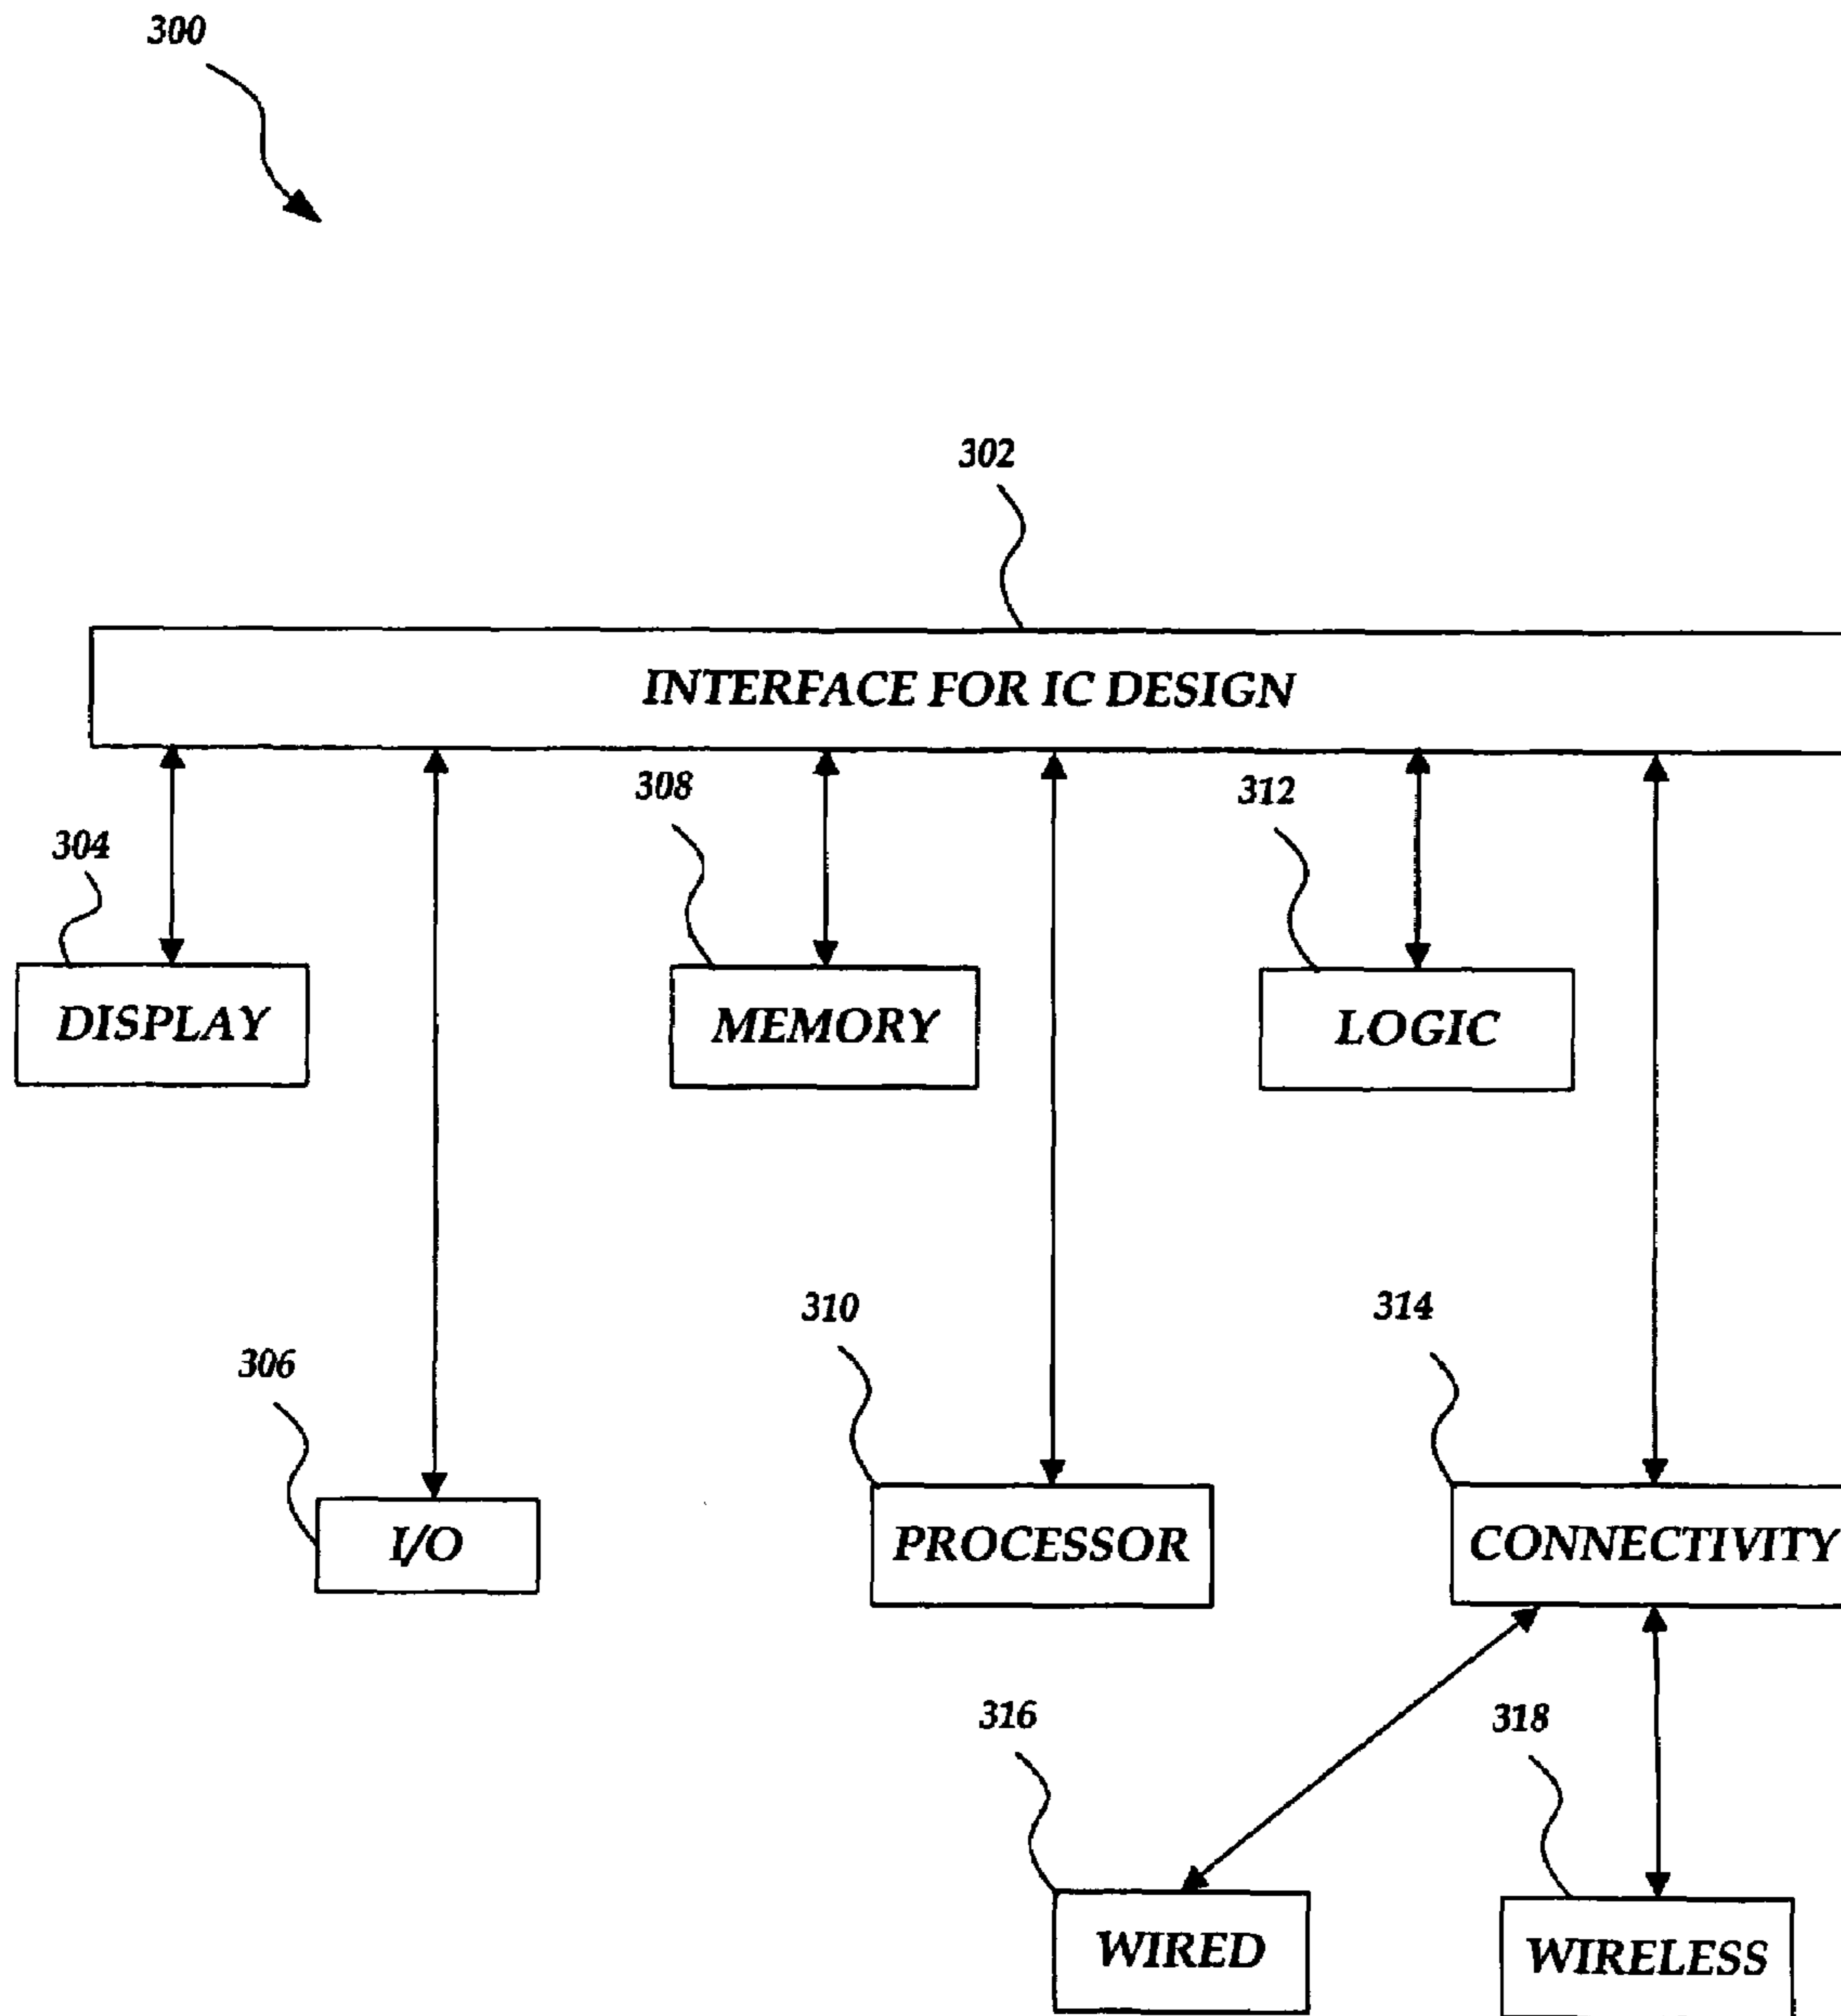 300
302
INTERFACE FOR IC DESIGN
308
312
304
DISPLAY
MEMORY
LOGIC
310
314
306
I/O
PROCESSOR
CONNECTIVITY
316
318
WIRED
WIRELESS